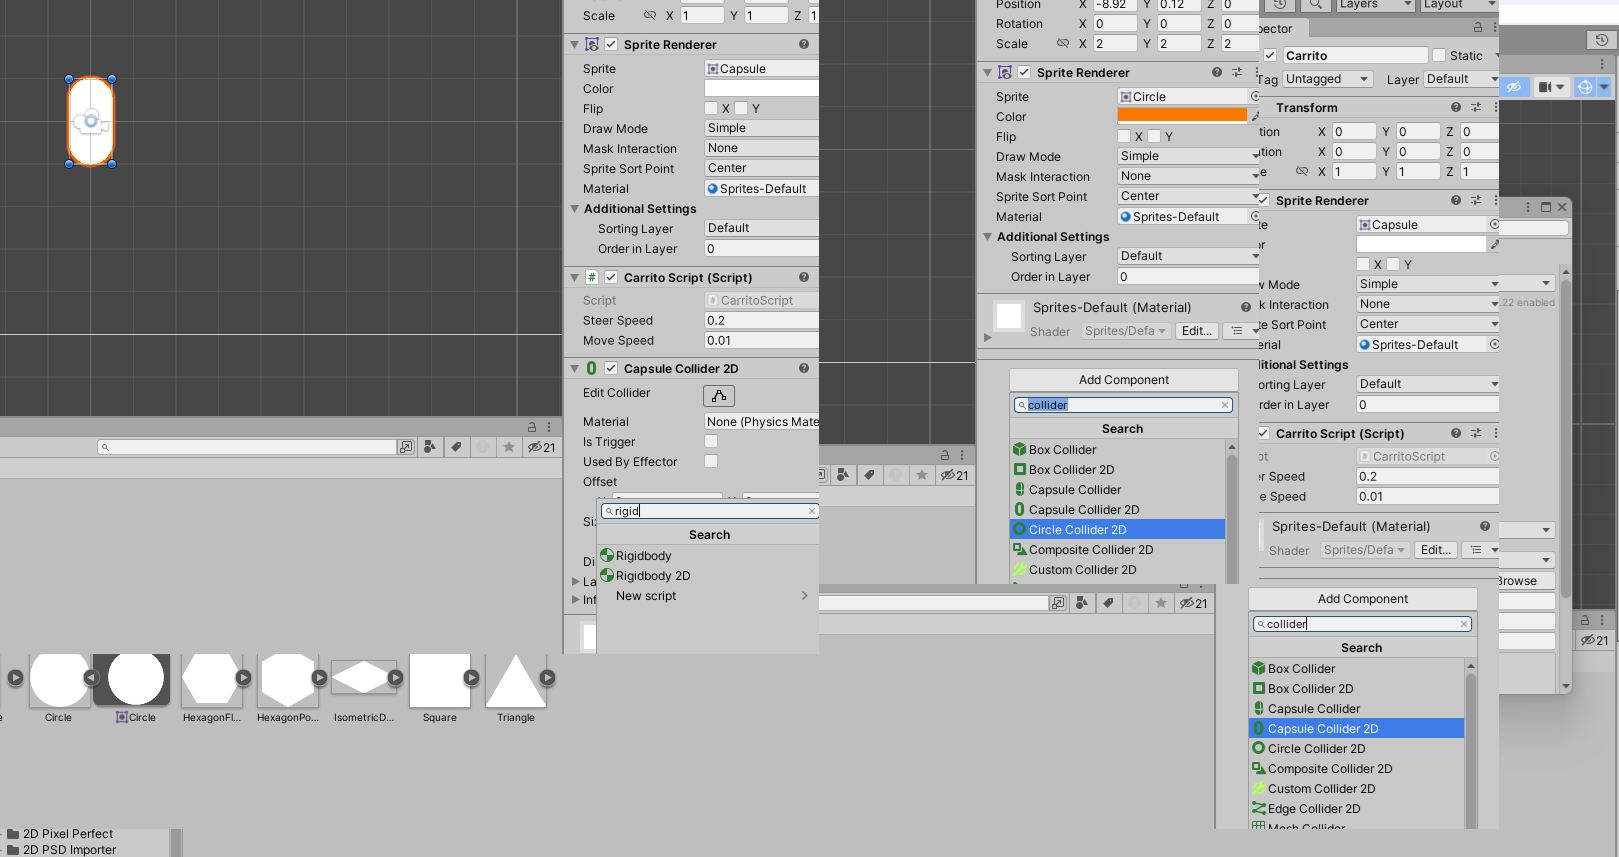 Scale X 1 Y 1 Z 1
Sprite Renderer
Sprite Capsule
Color
Flip X Y
Draw Mode Simple
Mask Interaction None
Sprite Sort Point Center
Material Sprites-Default
Additional Settings
Sorting Layer Default
Order in Layer 0
Carrito Script (Script)
Script CarritoScript
Steer Speed 0.2
Move Speed 0.01
Capsule Collider 2D
Edit Collider
Material None (Physics Mate
Is Trigger
Used By Effector
Offset
21
rigid
Search
Rigidbody
Rigidbody 2D
New script
Circle
Circle
HexagonFl...
HexagonPo...
IsometricD...
Square
Triangle
2D Pixel Perfect
2D PSD Importer
Position X -8.92 Y 0.12 Z 0
Rotation X 0 Y 0 Z 0
Scale X 2 Y 2 Z 2
Sprite Renderer
Sprite Circle
Color
Flip X Y
Draw Mode Simple
Mask Interaction None
Sprite Sort Point Center
Material Sprites-Default
Additional Settings
Sorting Layer Default
Order in Layer 0
Sprites-Default (Material)
Shader Sprites/Defa Edit...
Add Component
collider
Search
Box Collider
Box Collider 2D
Capsule Collider
Capsule Collider 2D
Circle Collider 2D
Composite Collider 2D
Custom Collider 2D
21
21
Layers Layout
pector
Carrito Static
Tag Untagged Layer Default
Transform
tion X 0 Y 0 Z 0
ution X 0 Y 0 Z 0
e X 1 Y 1 Z 1
Sprite Renderer
te Capsule
or
X Y
w Mode Simple
k Interaction None
te Sort Point Center
erial Sprites-Default
litional Settings
orting Layer Default
rder in Layer 0
Carrito Script (Script)
pt CarritoScript
er Speed 0.2
e Speed 0.01
Sprites-Default (Material)
Shader Sprites/Defa Edit...
Add Component
collider
Search
Box Collider
Box Collider 2D
Capsule Collider
Capsule Collider 2D
Circle Collider 2D
Composite Collider 2D
Custom Collider 2D
Edge Collider 2D
Mesh Collider
.22 enabled
Browse
21